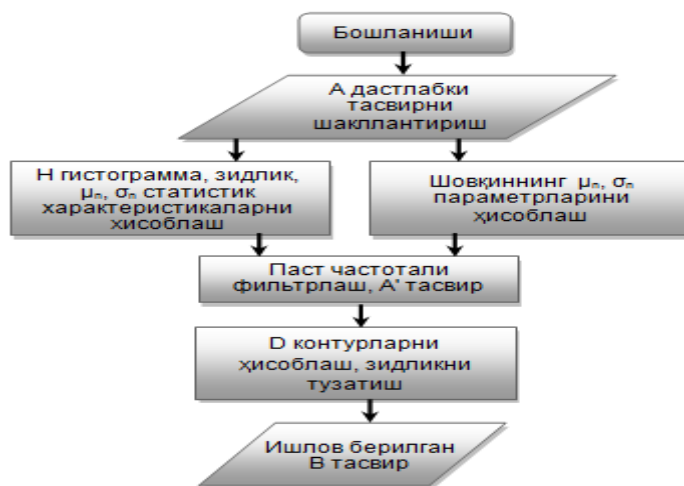 Бошланиши
А дастлабки
тасвирни
шакллантириш
Н гистограмма, зидлик,
μₙ, σₙ статистик
характеристикаларни
хисоблаш
Шовқиннинг μₙ, σₙ
параметрларини
ҳисоблаш
Паст частотали
фильтрлаш, А' тасвир
D контурларни
ҳисоблаш, зидликни
тузатиш
Ишлов берилган
В тасвир